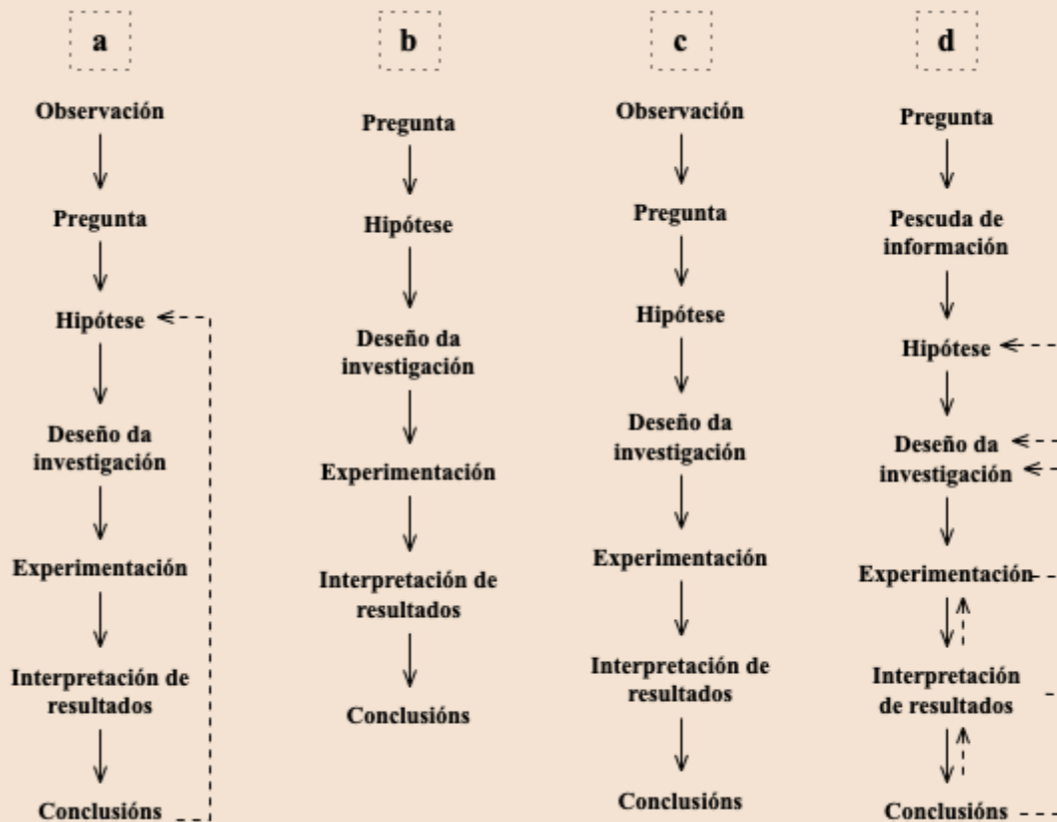 a
Observación
Pregunta
Hipótese
Deseño da
investigación
Experimentación
Interpretación de
resultados
Conclusións
b
Pregunta
Hipótese
Deseño da
investigación
Experimentación
Interpretación de
resultados
Conclusións
c
Observación
Pregunta
Hipótese
Deseño da
investigación
Experimentación
Interpretación de
resultados
Conclusións
d
Pregunta
Pescuda de
información
Hipótese
Deseño da
investigación
Experimentación
Interpretación
de resultados
Conclusións